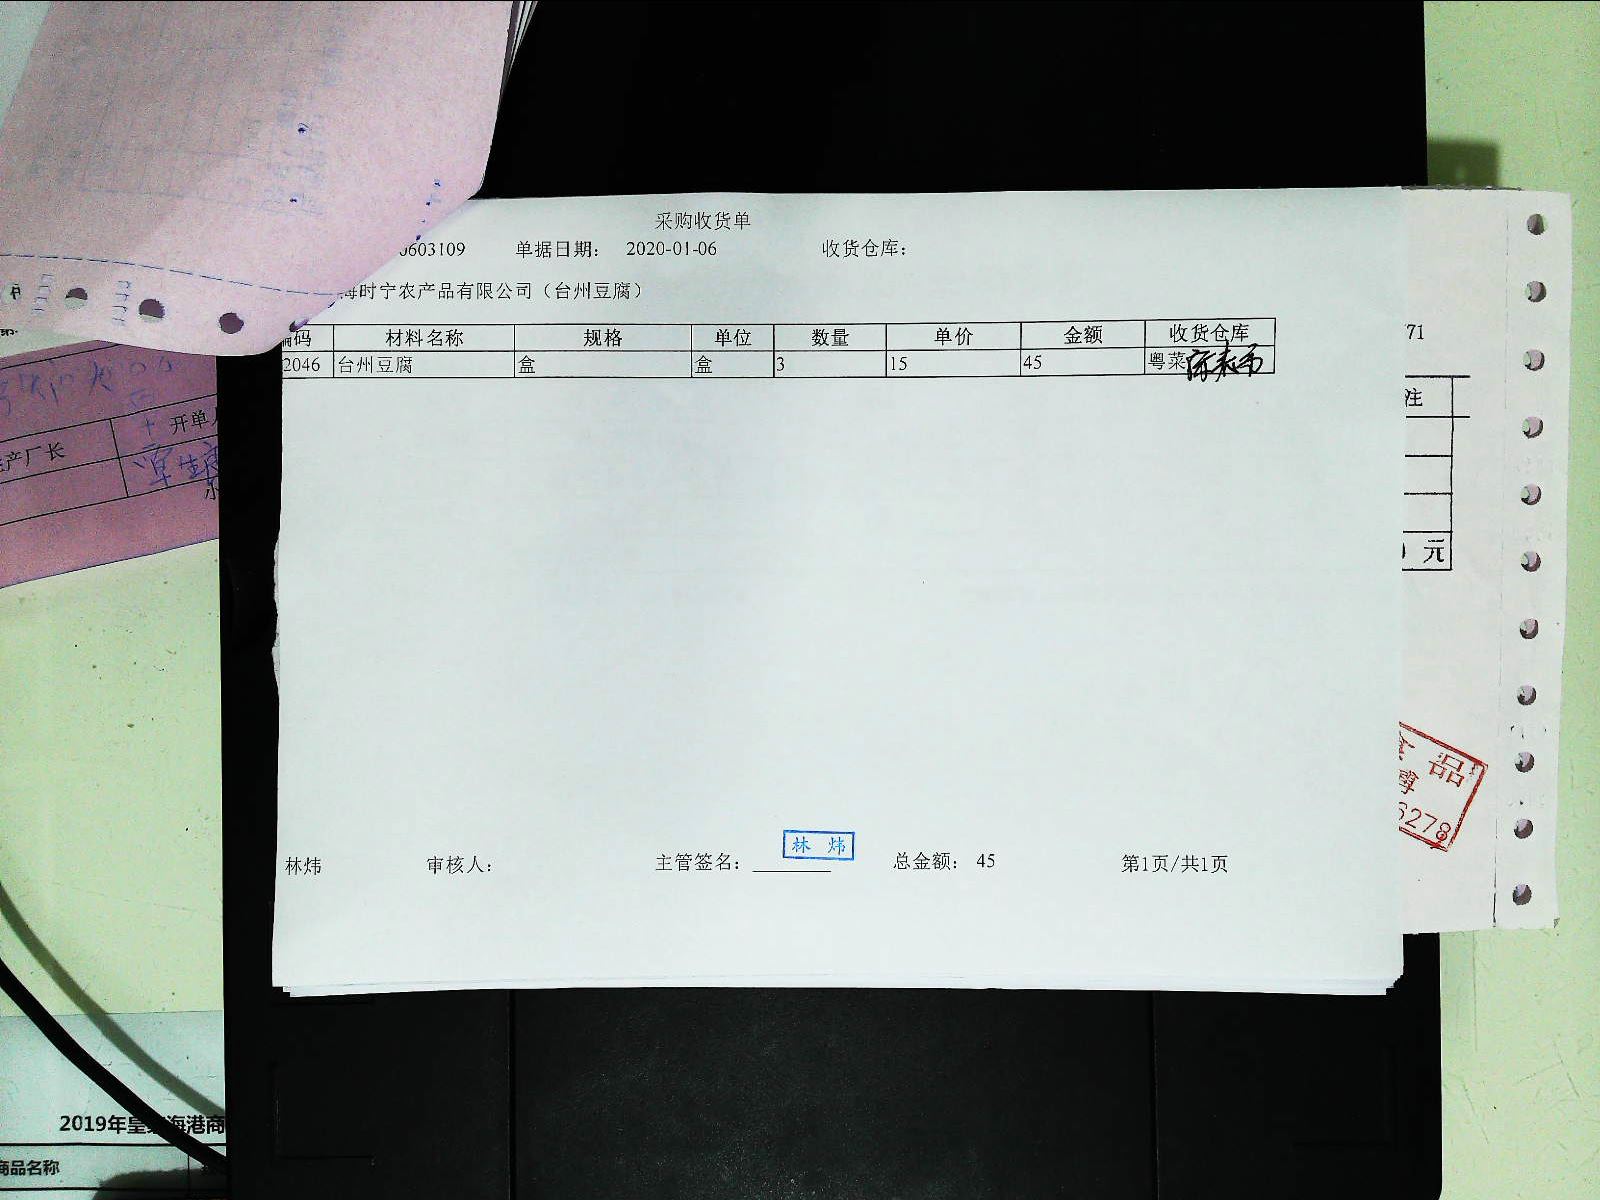 采购收货单
0603109 单据日期： 2020-01-06 收货仓库：
海时宁农产品有限公司（台州豆腐）
编码 材料名称 规格 单位 数量 单价 金额 收货仓库
2046 台州豆腐 盒 盒 3 15 45 粤菜
林炜 审核人： 主管签名： 林 炜 总金额： 45 第1页/共1页
71
注
元
品
6278
开单人
生产厂长
2019年皇 海港商
商品名称